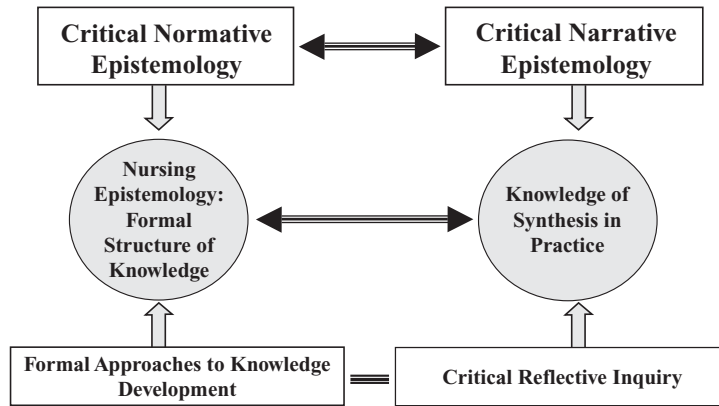 Critical Normative
Epistemology
Critical Narrative
Epistemology
Nursing
Epistemology:
Formal
Structure of
Knowledge
Knowledge of
Synthesis in
Practice
Formal Approaches to Knowledge
Development
Critical Reflective Inquiry